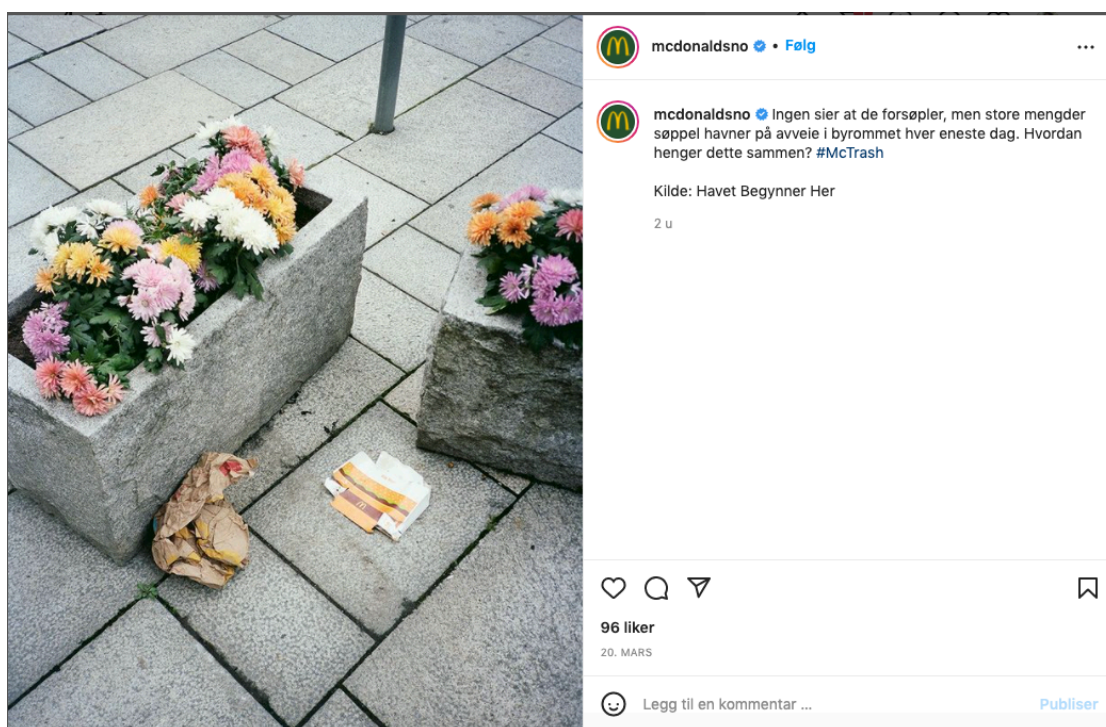 mcdonaldsno • Følg
mcdonaldsno Ingen sier at de forsøpler, men store mengder
søppel havner på avveie i byrommet hver eneste dag. Hvordan
henger dette sammen? #McTrash
Kilde: Havet Begynner Her
2 u
96 liker
20. MARS
Legg til en kommentar ...
Publiser